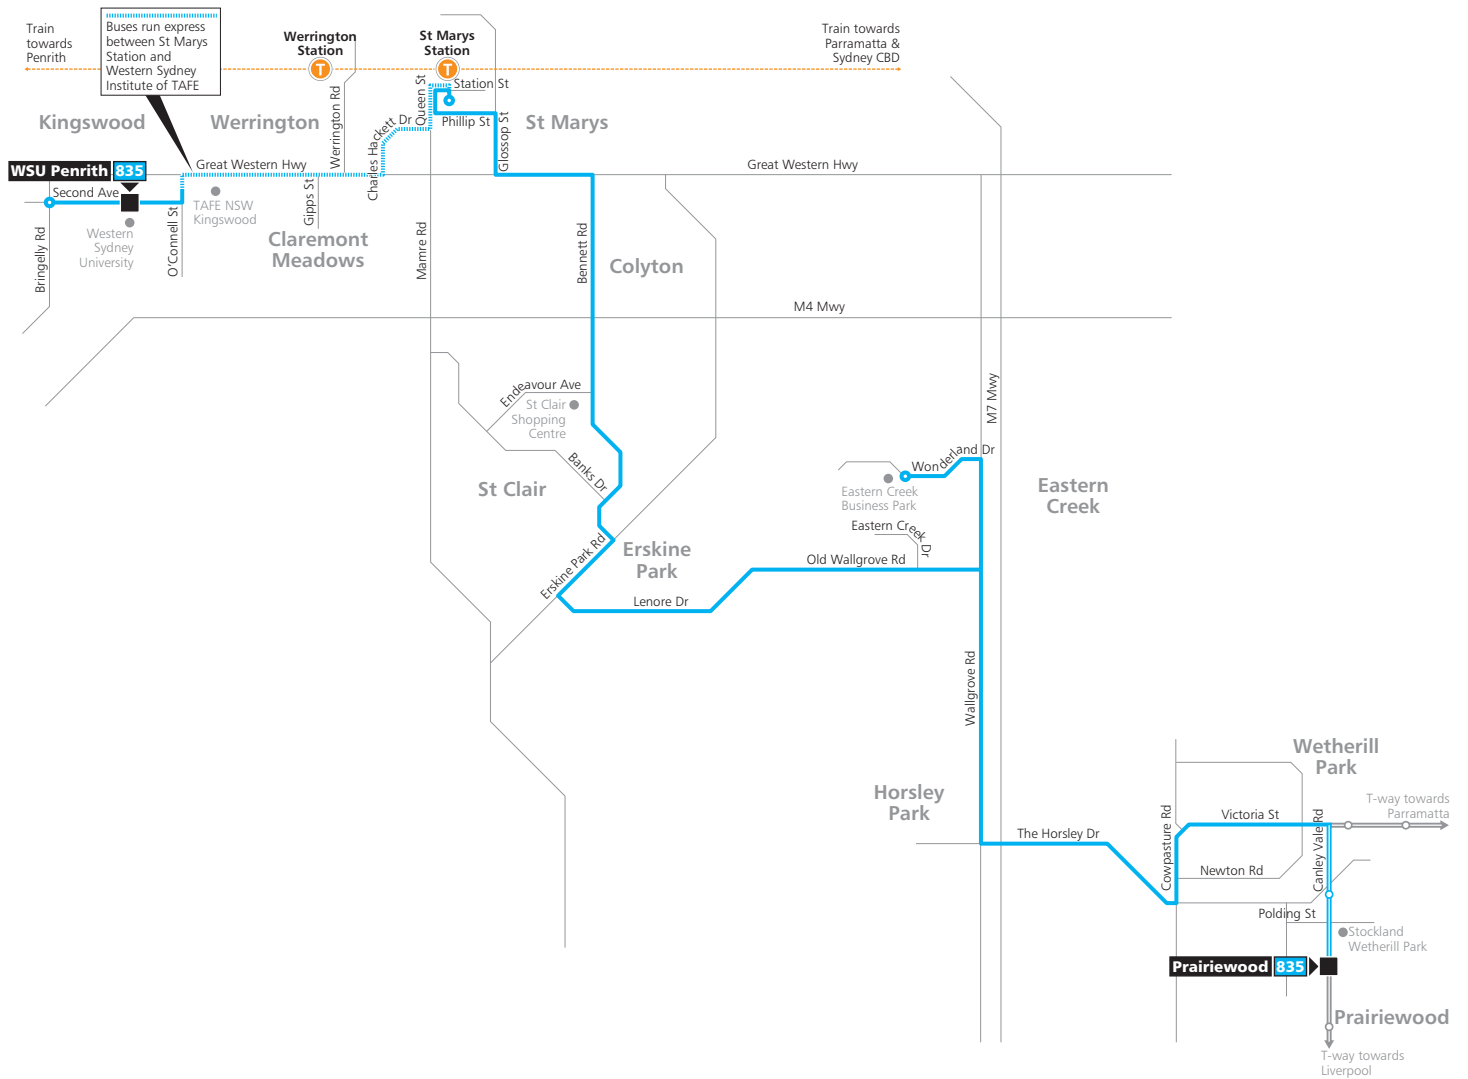 Train
towards
Penrith
Buses run express
between St Marys
Station and
Western Sydney
Institute of TAFE
Werrington
Station
T
St Marys
Station
T
Train towards
Parramatta &
Sydney CBD
Station St
Queen St
Kingswood
Werrington
Werrington Rd
Charles Hackett Dr
Phillip St
Glossop St
St Marys
Great Western Hwy
Great Western Hwy
WSU Penrith 835
Second Ave
TAFE NSW
Kingswood
Gipps St
Western
Sydney
University
Bringelly Rd
O'Connell St
Claremont
Meadows
Mamre Rd
Bennett Rd
Colyton
M4 Mwy
Endeavour Ave
St Clair
Shopping
Centre
M7 Mwy
Banks Dr
St Clair
Wonderland Dr
Eastern Creek
Business Park
Eastern
Creek
Eastern Creek Dr
Erskine Park Rd
Erskine
Park
Old Wallgrove Rd
Lenore Dr
Wallgrove Rd
Wetherill
Park
Horsley
Park
T-way towards
Parramatta
Victoria St
The Horsley Dr
Cowpasture Rd
Canley Vale Rd
Newton Rd
Polding St
Stockland
Wetherill Park
Prairiewood 835
Prairiewood
T-way towards
Liverpool